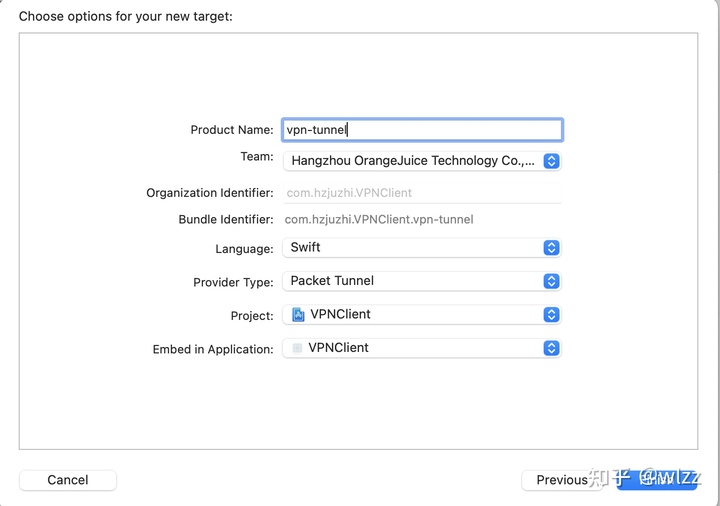 Choose options for your new target:
Product Name: vpn-tunnel
Team: Hangzhou OrangeJuice Technology Co.,...
Organization Identifier: com.hzjuzhi.VPNClient
Bundle Identifier: com.hzjuzhi.VPNClient.vpn-tunnel
Language: Swift
Provider Type: Packet Tunnel
Project: VPNClient
Embed in Application: VPNClient
Cancel Previous
知乎 @wlzz